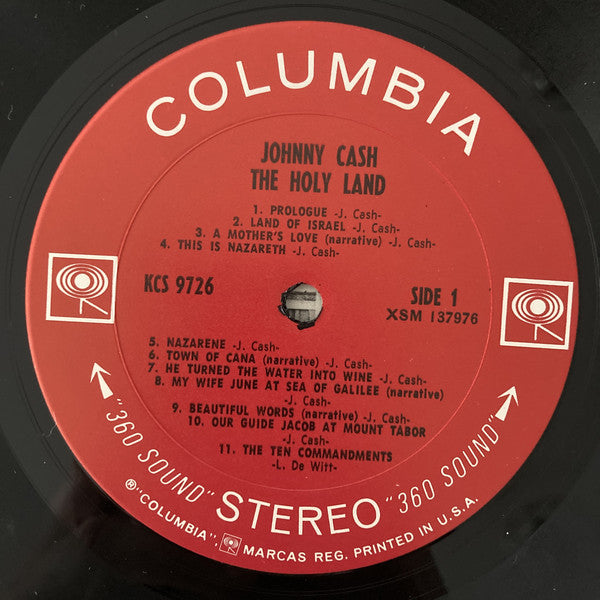 COLUMBIA
JOHNNY CASH
THE HOLY LAND
1. PROLOGUE -J. Cash-
2. LAND OF ISRAEL -J. Cash-
3. A MOTHER'S LOVE (narrative) -J. Cash-
4. THIS IS NAZARETH -J. Cash-
KCS 9726
SIDE 1
XSM 137976
5. NAZARENE -J. Cash-
6. TOWN OF CANA (narrative) -J. Cash-
7. HE TURNED THE WATER INTO WINE -J. Cash-
8. MY WIFE JUNE AT SEA OF GALILEE (narrative)
-J. Cash-
9. BEAUTIFUL WORDS (narrative) -J. Cash-
10. OUR GUIDE JACOB AT MOUNT TABOR
-J. Cash-
11. THE TEN COMMANDMENTS
-L. De Witt-
"360 SOUND" STEREO "360 SOUND"
®"COLUMBIA", MARCAS REG. PRINTED IN U.S.A.